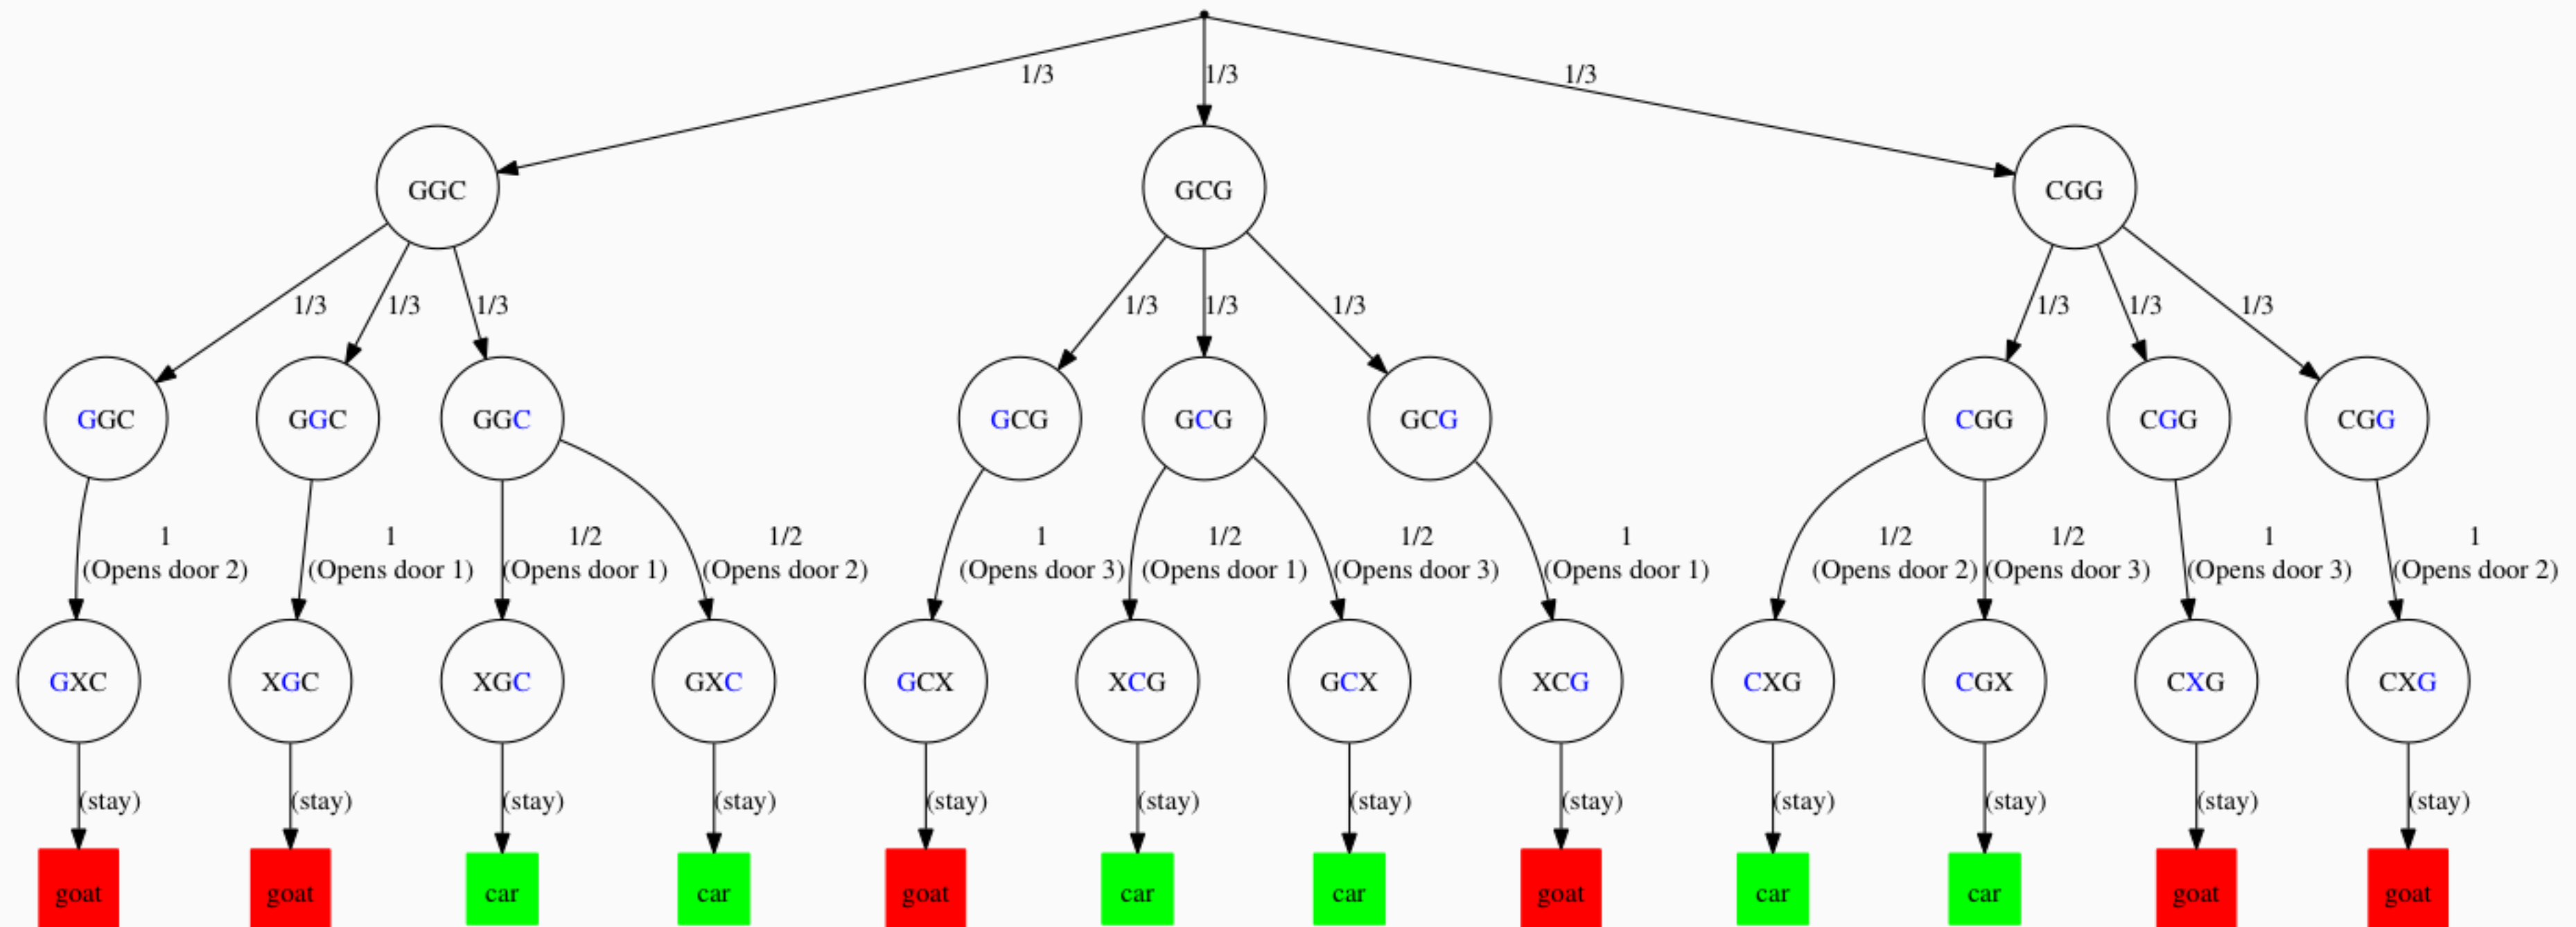 1/3 1/3 1/3
GGC GCG CGG
1/3 1/3 1/3 1/3 1/3 1/3 1/3 1/3 1/3
GGC GGC GGC GCG GCG GCG CGG CGG CGG
1 1 1/2 1/2 1 1/2 1/2 1 1/2 1/2 1 1
(Opens door 2) (Opens door 1) (Opens door 1) (Opens door 2) (Opens door 3) (Opens door 1) (Opens door 3) (Opens door 1) (Opens door 2) (Opens door 3) (Opens door 3) (Opens door 2)
GXC XGC XGC GXC GCX XCG GCX XCG CXG CGX CXG CXG
(stay) (stay) (stay) (stay) (stay) (stay) (stay) (stay) (stay) (stay) (stay) (stay)
goat goat car car goat car car goat car car goat goat